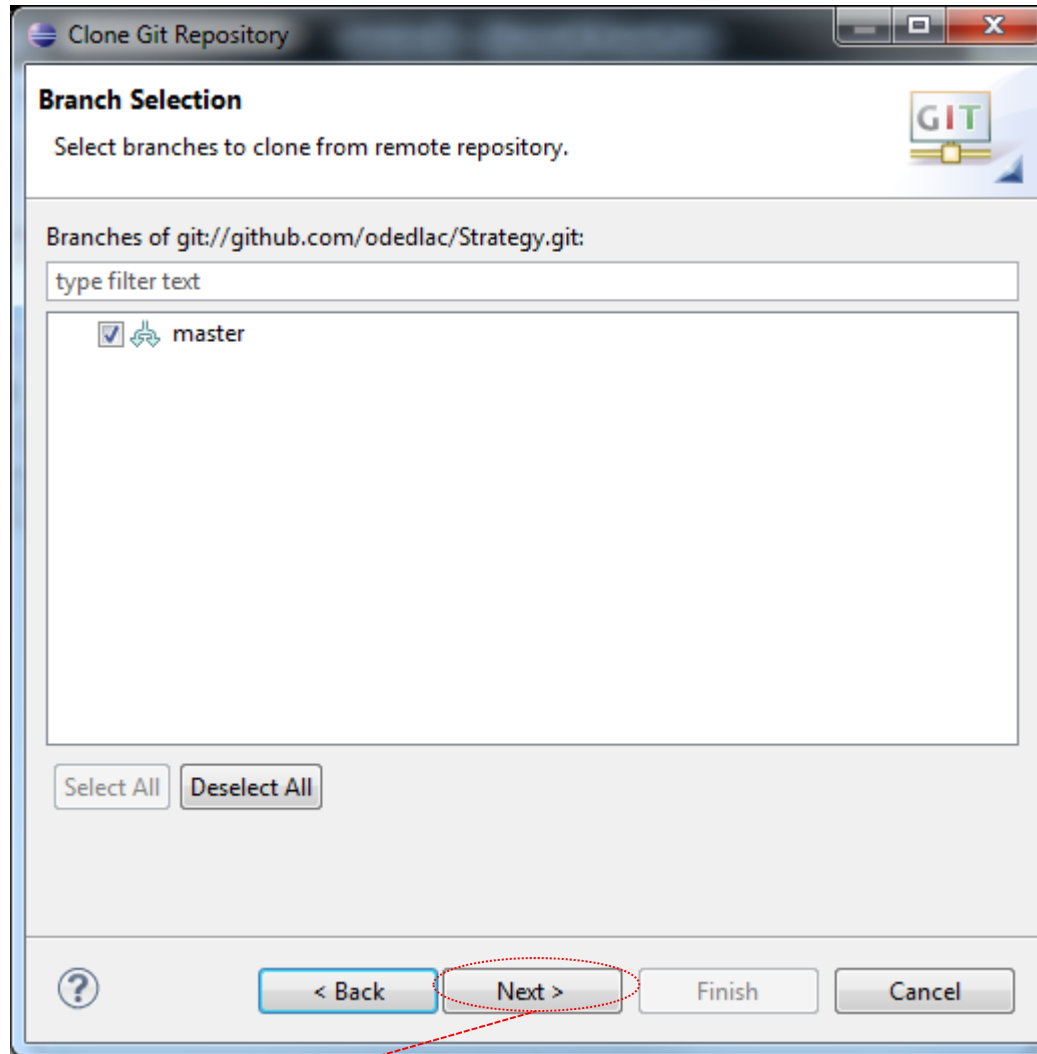 Clone Git Repository
Branch Selection
Select branches to clone from remote repository.
GIT
Branches of git://github.com/odedlac/Strategy.git:
type filter text
master
Select All Deselect All
? < Back Next > Finish Cancel